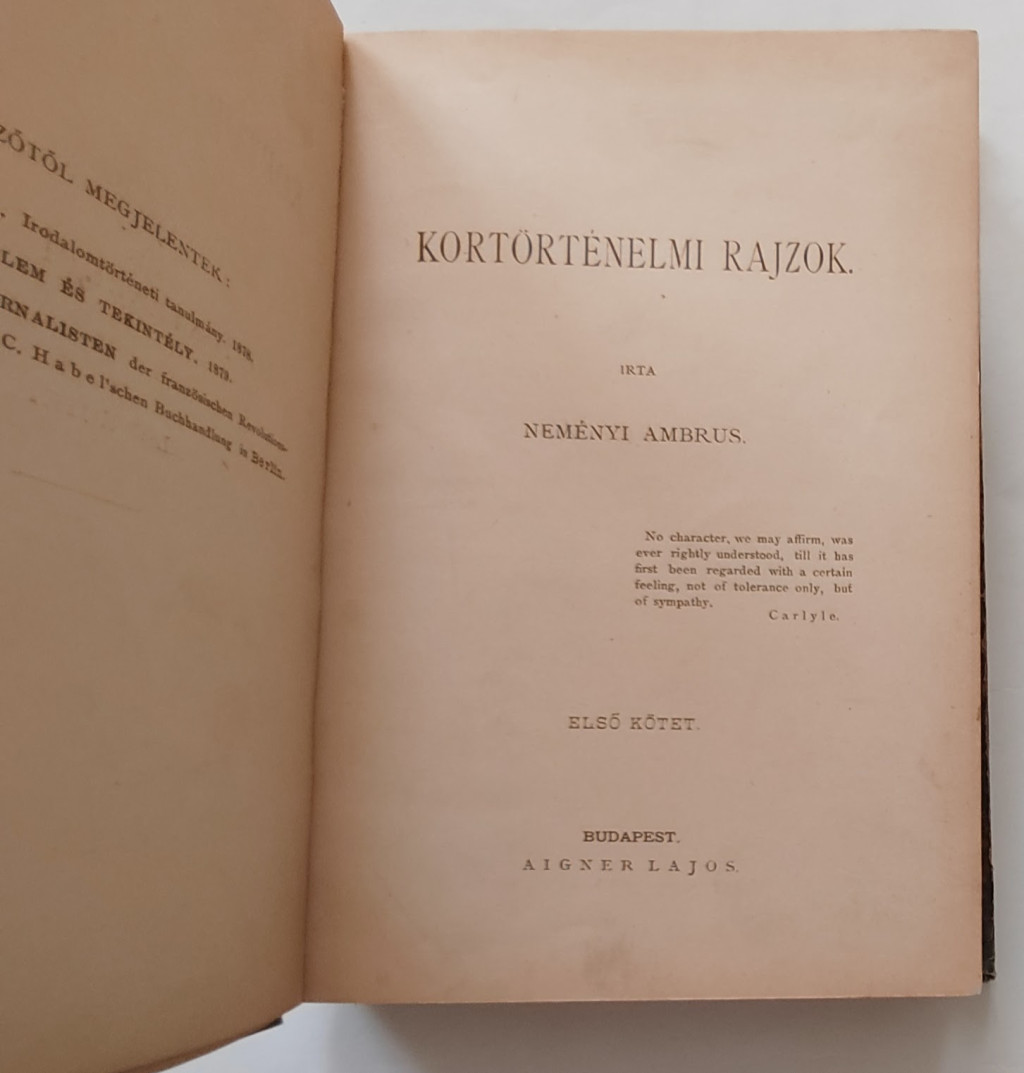 ZŐTŐL MEGJELENTEK:
Irodalomtörténeti tanulmány. 1878.
LEM ÉS TEKINTÉLY. 1879.
RNALISTEN der französischen Revolutions-
C. Habel'schen Buchhandlung in Berlin.
KORTÖRTÉNELMI RAJZOK.
IRTA
NEMÉNYI AMBRUS.
No character, we may affirm, was
ever rightly understood, till it has
first been regarded with a certain
feeling, not of tolerance only, but
of sympathy.
Carlyle.
ELSŐ KÖTET.
BUDAPEST.
AIGNER LAJOS.